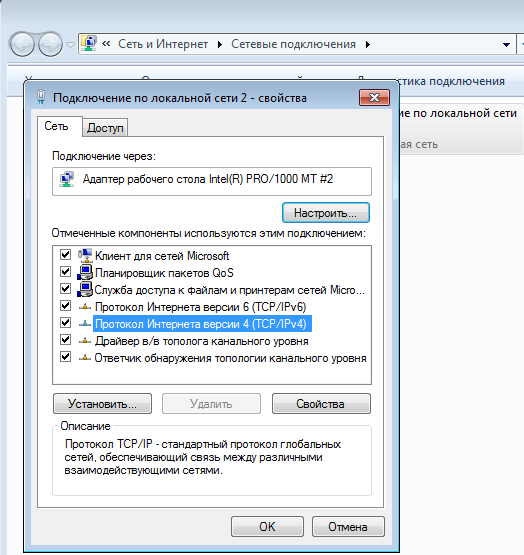 « Сеть и Интернет ▸ Сетевые подключения ▸
подключения
Подключение по локальной сети 2 - свойства
по локальной сети
сеть
Сеть Доступ
Подключение через:
Адаптер рабочего стола Intel(R) PRO/1000 MT #2
Настроить...
Отмеченные компоненты используются этим подключением:
Клиент для сетей Microsoft
Планировщик пакетов QoS
Служба доступа к файлам и принтерам сетей Micro...
Протокол Интернета версии 6 (TCP/IPv6)
Протокол Интернета версии 4 (TCP/IPv4)
Драйвер в/в тополога канального уровня
Ответчик обнаружения топологии канального уровня
Установить... Удалить Свойства
Описание
Протокол TCP/IP - стандартный протокол глобальных
сетей, обеспечивающий связь между различными
взаимодействующими сетями.
OK Отмена